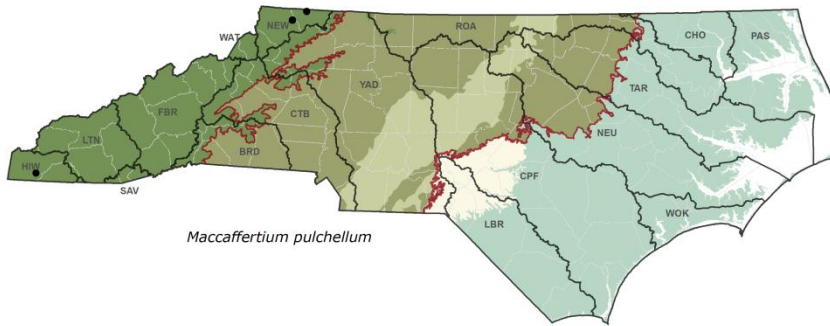 NEW
ROA
CHO
PAS
WAT
YAD
TAR
FBR
CTB
NEU
LTN
BRD
HIW
CPF
SAV
WOK
LBR
Maccaffertium pulchellum